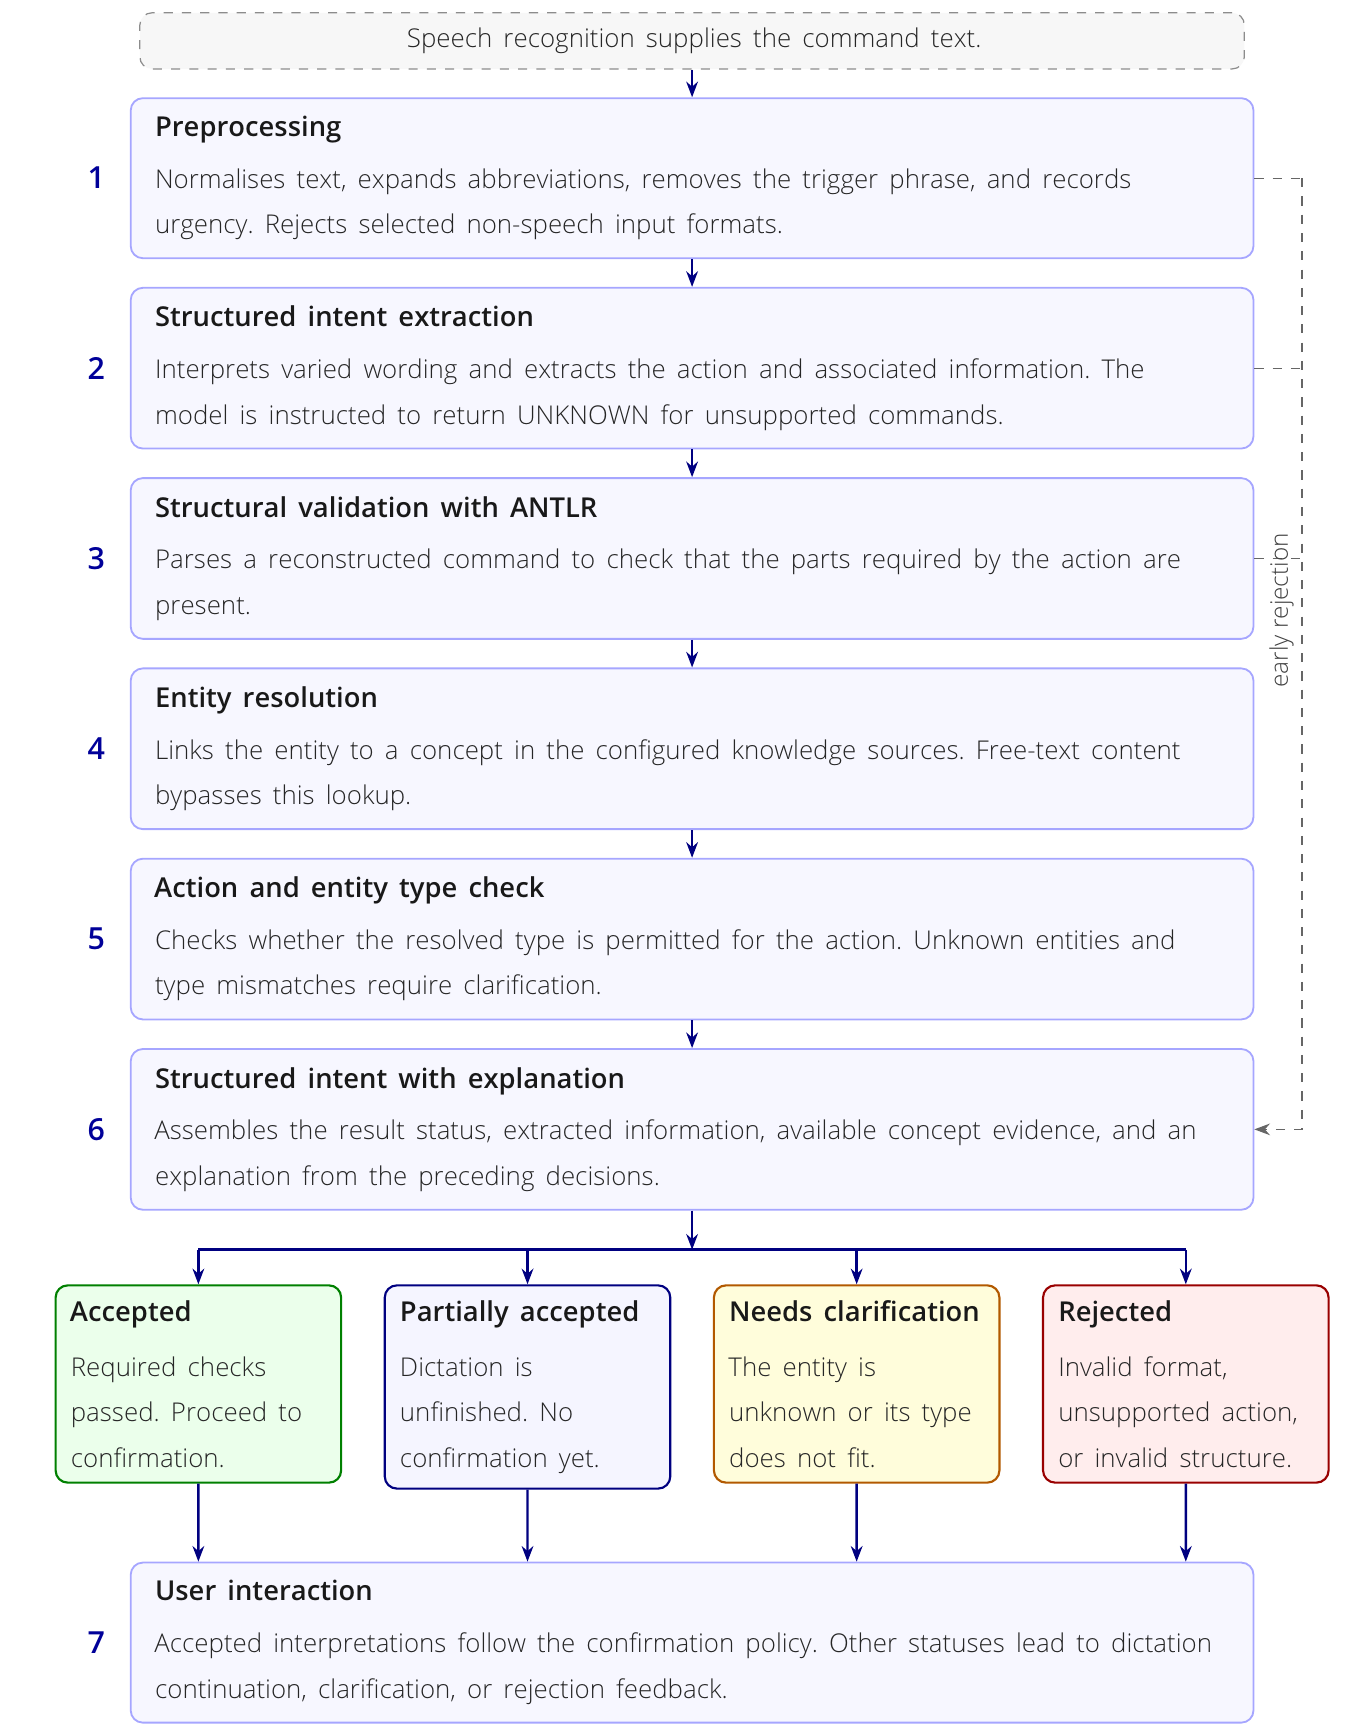 Speech recognition supplies the command text.
Preprocessing
1
Normalises text, expands abbreviations, removes the trigger phrase, and records
urgency. Rejects selected non-speech input formats.
Structured intent extraction
2
Interprets varied wording and extracts the action and associated information. The
model is instructed to return UNKNOWN for unsupported commands.
Structural validation with ANTLR
3
Parses a reconstructed command to check that the parts required by the action are
present.
early rejection
Entity resolution
4
Links the entity to a concept in the configured knowledge sources. Free-text content
bypasses this lookup.
Action and entity type check
5
Checks whether the resolved type is permitted for the action. Unknown entities and
type mismatches require clarification.
Structured intent with explanation
6
Assembles the result status, extracted information, available concept evidence, and an
explanation from the preceding decisions.
Accepted
Required checks
passed. Proceed to
confirmation.
Partially accepted
Dictation is
unfinished. No
confirmation yet.
Needs clarification
The entity is
unknown or its type
does not fit.
Rejected
Invalid format,
unsupported action,
or invalid structure.
User interaction
7
Accepted interpretations follow the confirmation policy. Other statuses lead to dictation
continuation, clarification, or rejection feedback.